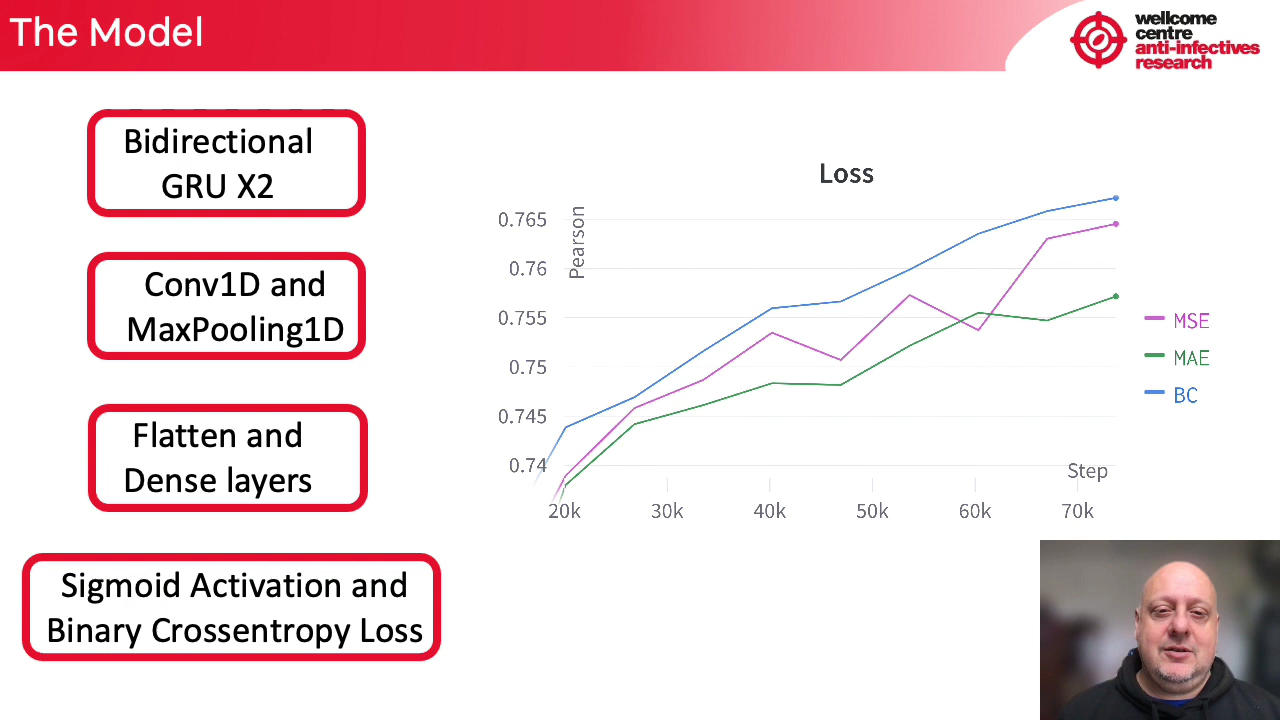 The Model
wellcome
centre
anti-infectives
research
Bidirectional
GRU X2
Conv1D and
MaxPooling1D
Flatten and
Dense layers
Sigmoid Activation and
Binary Crossentropy Loss
Loss
Pearson
0.765
0.76
0.755
0.75
0.745
0.74
Step
20k 30k 40k 50k 60k 70k
MSE
MAE
BC